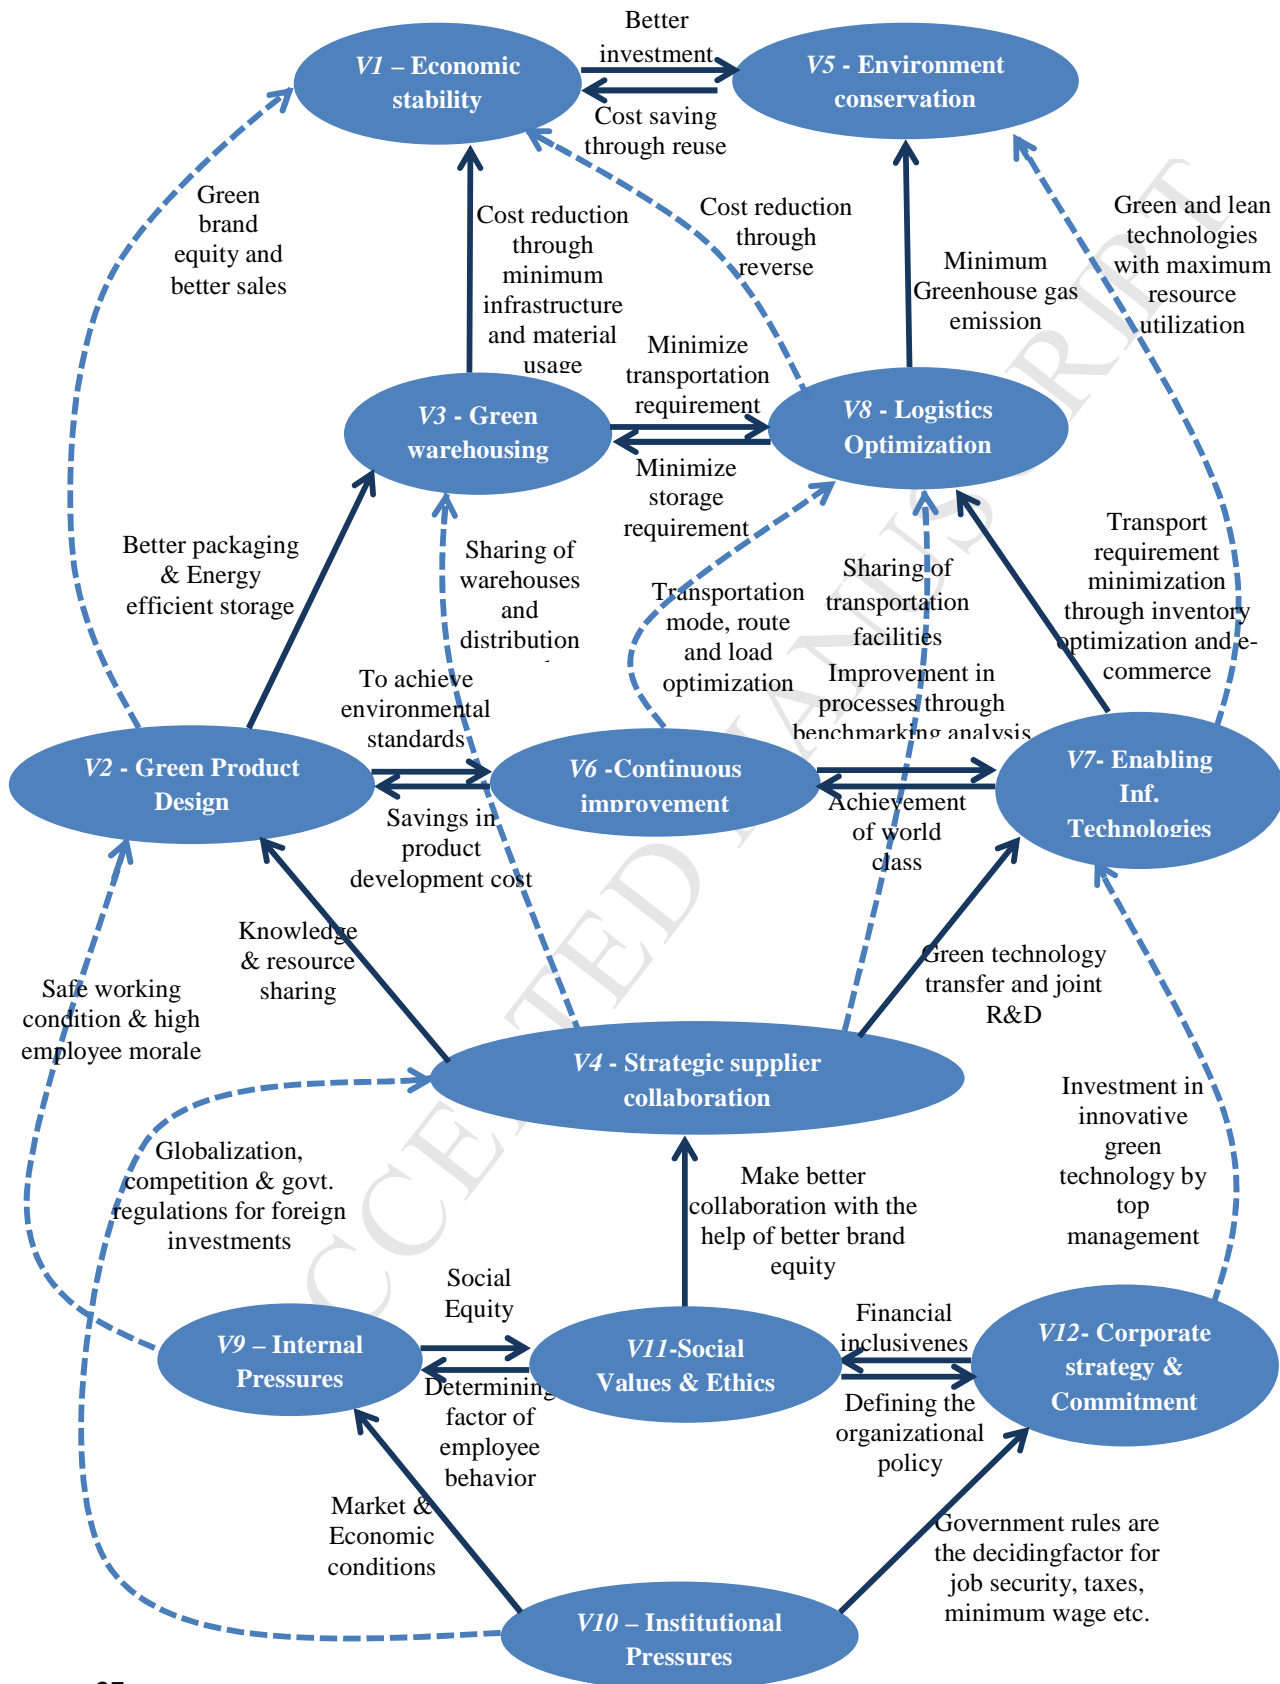 Better
investment
V1 – Economic
stability
V5 - Environment
conservation
Cost saving
through reuse
Green
brand
equity and
better sales
Cost reduction
through
minimum
infrastructure
and material
usage
Cost reduction
through
reverse
Minimum
Greenhouse gas
emission
Green and lean
technologies
with maximum
resource
utilization
Minimize
transportation
requirement
V3 - Green
warehousing
V8 - Logistics
Optimization
Minimize
storage
requirement
Better packaging
& Energy
efficient storage
Sharing of
warehouses
and
distribution
Transportation
mode, route
and load
optimization
Sharing of
transportation
facilities
Transport
requirement
minimization
through inventory
optimization and e-
commerce
To achieve
environmental
standards
Improvement in
processes through
benchmarking analysis
V2 - Green Product
Design
V6 -Continuous
improvement
V7- Enabling
Inf.
Technologies
Savings in
product
development cost
Achievement
of world
class
Knowledge
& resource
sharing
Green technology
transfer and joint
R&D
Safe working
condition & high
employee morale
V4 - Strategic supplier
collaboration
Globalization,
competition & govt.
regulations for foreign
investments
Make better
collaboration with the
help of better brand
equity
Investment in
innovative
green
technology by
top
management
Social
Equity
Financial
inclusivenes
V9 – Internal
Pressures
V11-Social
Values & Ethics
V12- Corporate
strategy &
Commitment
Determining
factor of
employee
behavior
Defining the
organizational
policy
Market &
Economic
conditions
Government rules are
the decidingfactor for
job security, taxes,
minimum wage etc.
V10 – Institutional
Pressures